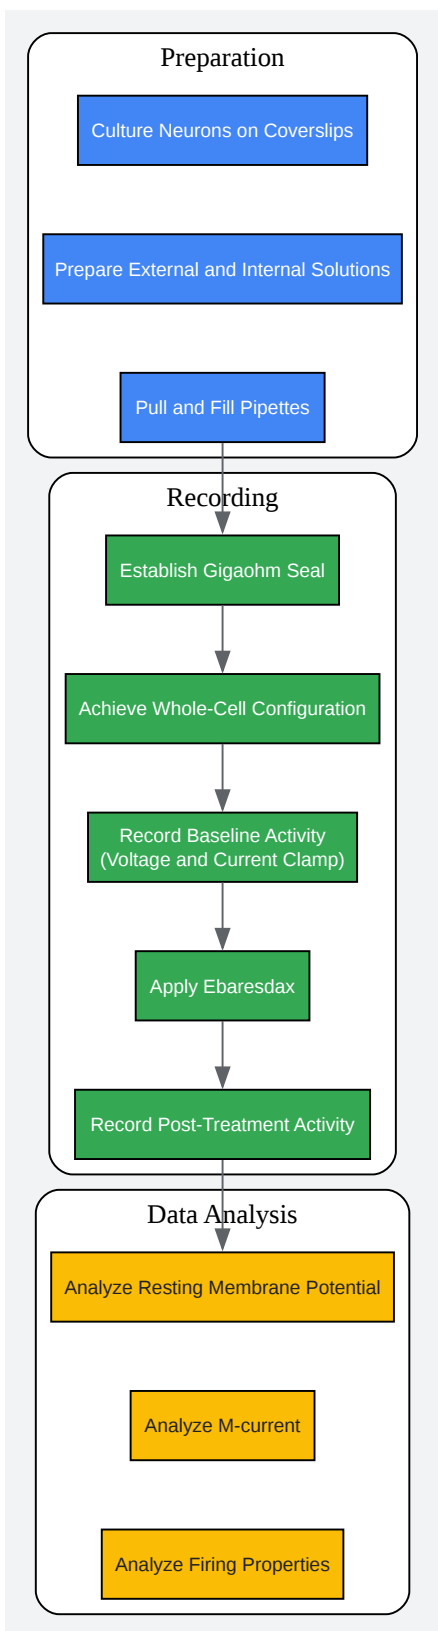 Preparation
Culture Neurons on Coverslips
Prepare External and Internal Solutions
Pull and Fill Pipettes
Recording
Establish Gigaohm Seal
Achieve Whole-Cell Configuration
Record Baseline Activity
(Voltage and Current Clamp)
Apply Ebaresdax
Record Post-Treatment Activity
Data Analysis
Analyze Resting Membrane Potential
Analyze M-current
Analyze Firing Properties